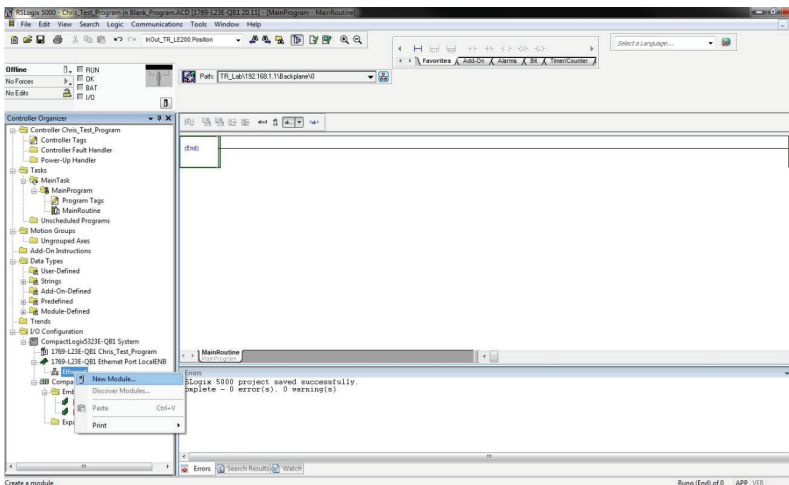 RSLogix 5000 - Chris_Test_Program in Blank_Program.ACD [1769-L23E-QB1 20.11] - [MainProgram - MainRoutine]
File Edit View Search Logic Communications Tools Window Help
InOut_TR_LE200.Position
Select a Language...
Favorites Add-On Alarms Bit Timer/Counter
Offline
RUN
No Forces
OK
No Edits
BAT
I/O
Path: TR_Lab\192.168.1.1\Backplane\0
Controller Organizer
Controller Chris_Test_Program
Controller Tags
Controller Fault Handler
Power-Up Handler
Tasks
MainTask
MainProgram
Program Tags
MainRoutine
Unscheduled Programs
Motion Groups
Ungrouped Axes
Add-On Instructions
Data Types
User-Defined
Strings
Add-On-Defined
Predefined
Module-Defined
Trends
I/O Configuration
CompactLogix5323E-QB1 System
1769-L23E-QB1 Chris_Test_Program
1769-L23E-QB1 Ethernet Port LocalENB
Ethernet
Compa
Emb
Expa
New Module...
Discover Modules...
Paste Ctrl+V
Print
(End)
MainRoutine
MainProgram
Errors
RSLogix 5000 project saved successfully.
Complete - 0 error(s), 0 warning(s)
Errors Search Results Watch
Create a module
Rung (End) of 0 APP VER